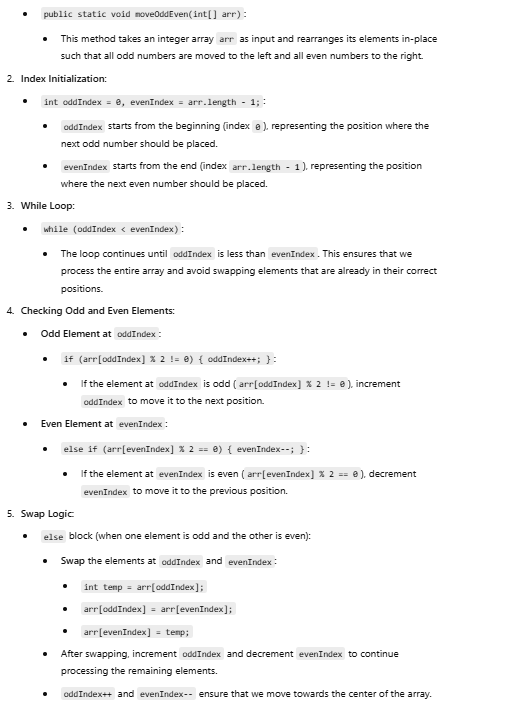 • public static void moveOddEven(int[] arr):
• This method takes an integer array arr as input and rearranges its elements in-place
such that all odd numbers are moved to the left and all even numbers to the right.
2. Index Initialization:
• int oddIndex = 0, evenIndex = arr.length - 1;:
• oddIndex starts from the beginning (index 0), representing the position where the
next odd number should be placed.
• evenIndex starts from the end (index arr.length - 1), representing the position
where the next even number should be placed.
3. While Loop:
• while (oddIndex < evenIndex):
• The loop continues until oddIndex is less than evenIndex. This ensures that we
process the entire array and avoid swapping elements that are already in their correct
positions.
4. Checking Odd and Even Elements:
• Odd Element at oddIndex:
• if (arr[oddIndex] % 2 != 0) { oddIndex++; }:
• If the element at oddIndex is odd (arr[oddIndex] % 2 != 0), increment
oddIndex to move it to the next position.
• Even Element at evenIndex:
• else if (arr[evenIndex] % 2 == 0) { evenIndex--; }:
• If the element at evenIndex is even (arr[evenIndex] % 2 == 0), decrement
evenIndex to move it to the previous position.
5. Swap Logic:
• else block (when one element is odd and the other is even):
• Swap the elements at oddIndex and evenIndex:
• int temp = arr[oddIndex];
• arr[oddIndex] = arr[evenIndex];
• arr[evenIndex] = temp;
• After swapping, increment oddIndex and decrement evenIndex to continue
processing the remaining elements.
• oddIndex++ and evenIndex-- ensure that we move towards the center of the array.